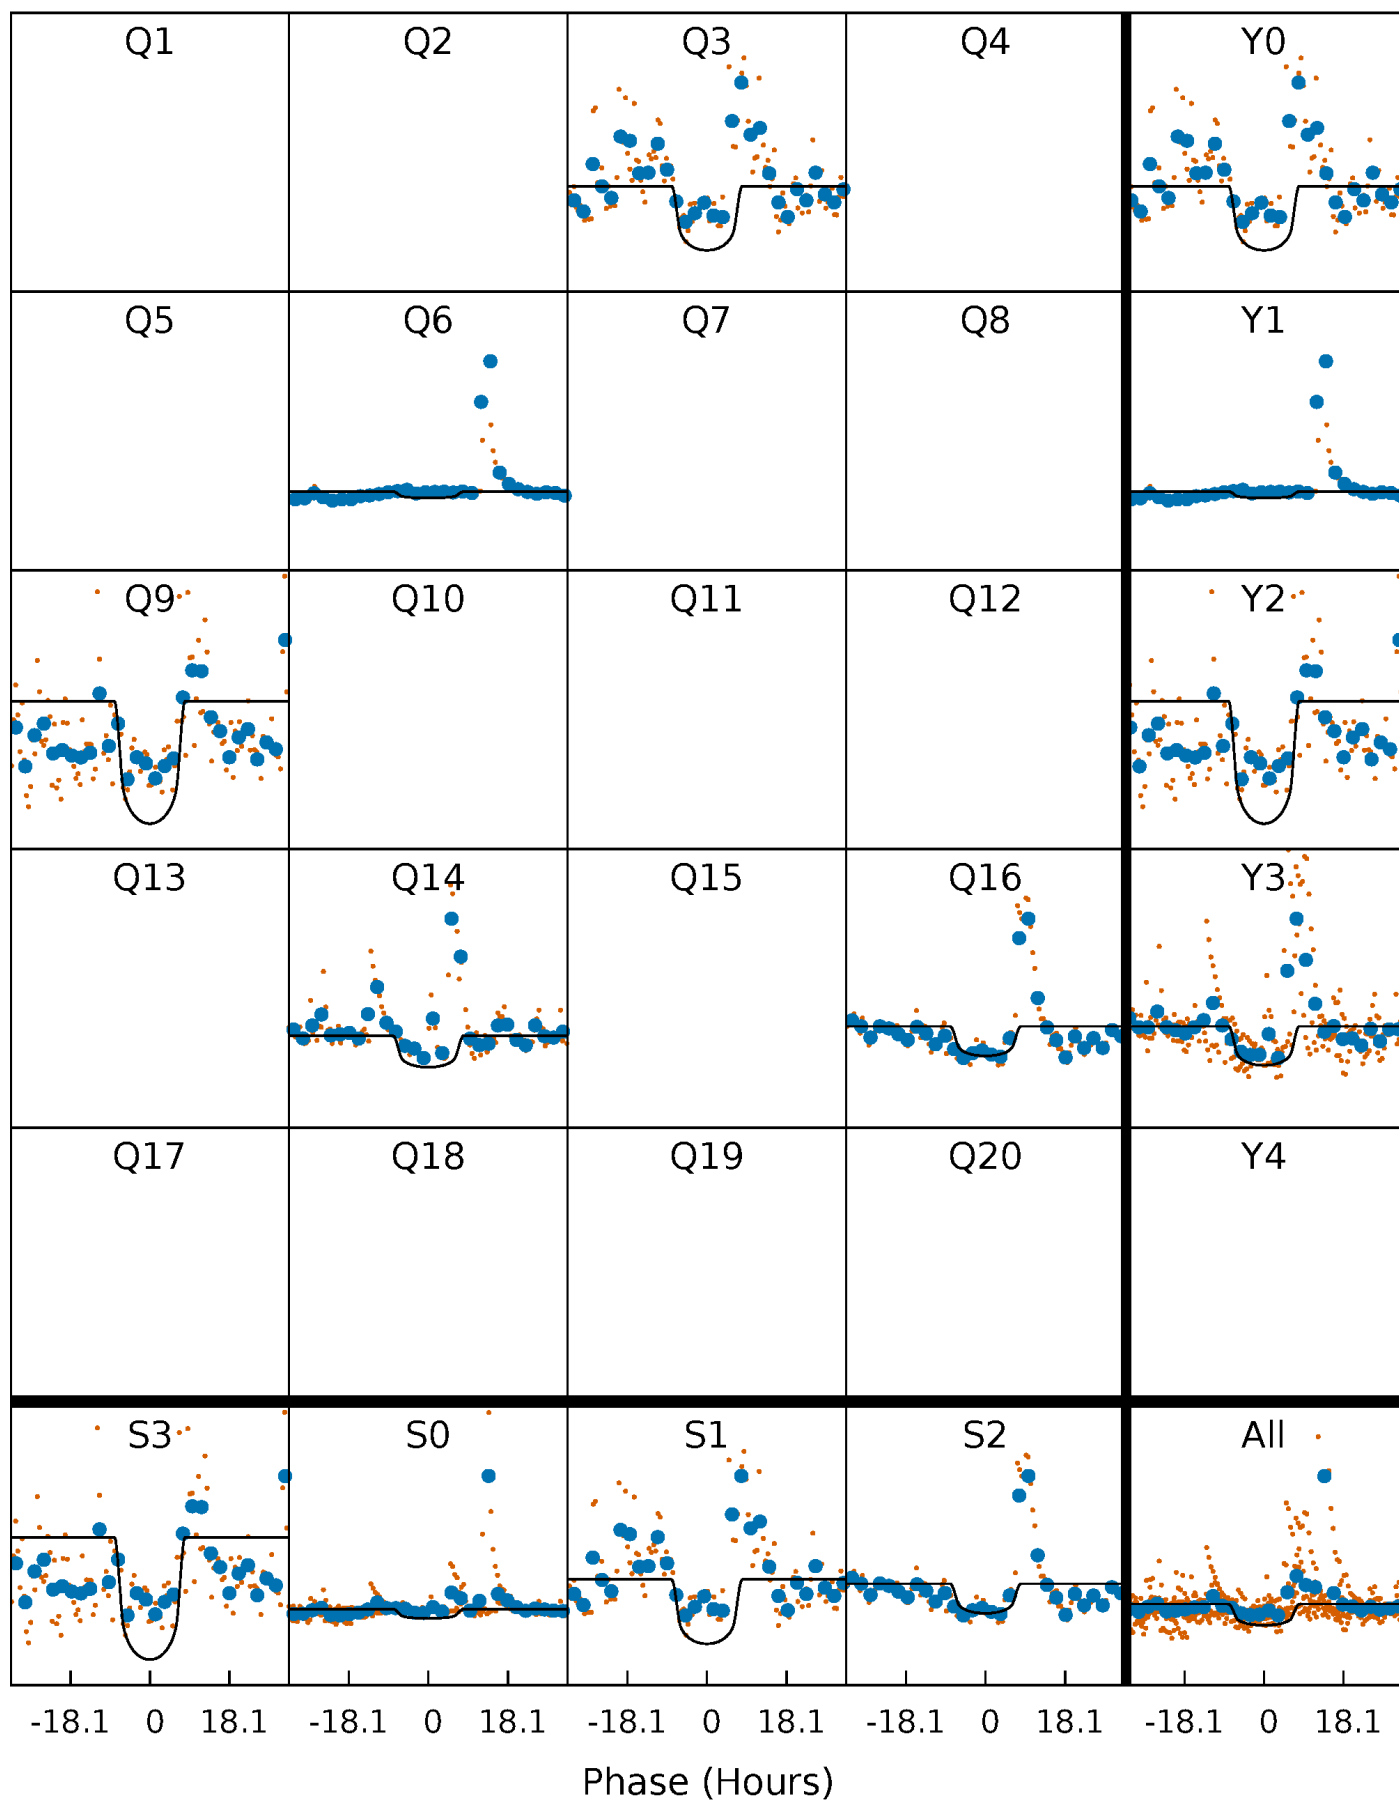 Q1 Q2 Q3 Q4 Y0
Q5 Q6 Q7 Q8 Y1
Q9 Q10 Q11 Q12 Y2
Q13 Q14 Q15 Q16 Y3
Q17 Q18 Q19 Q20 Y4
S3 S0 S1 S2 All
-18.1 0 18.1 -18.1 0 18.1 -18.1 0 18.1 -18.1 0 18.1 -18.1 0 18.1
Phase (Hours)